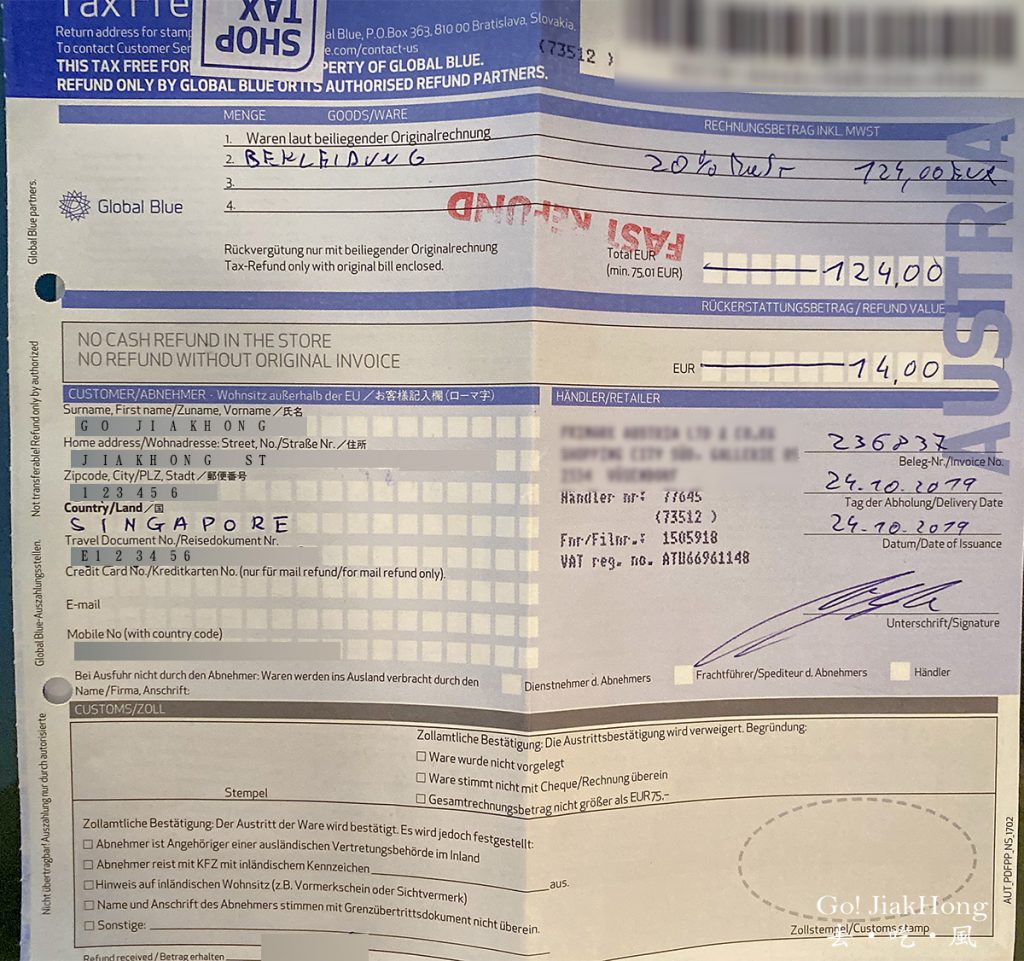 Tax Fre
SHOP
TAX
Return address for stamp
al Blue, P.O.Box 363, 810 00 Bratislava, Slovakia.
To contact Customer Ser
e.com/contact-us
(73512 )
THIS TAX FREE FOR
PERTY OF GLOBAL BLUE.
REFUND ONLY BY GLOBAL BLUE OR ITS AUTHORISED REFUND PARTNERS.
MENGE GOODS/WARE
RECHNUNGSBETRAG INKL. MWST
1. Waren laut beiliegender Originalrechnung
2. BEKLEIDUNG 20% MwSt 124,00 EUR
3.
4.
Global Blue
FAST REFUND
AUSTRIA
Rückvergütung nur mit beiliegender Originalrechnung
Tax-Refund only with original bill enclosed.
Total EUR
(min. 75.01 EUR)
124,00
RÜCKERSTATTUNGSBETRAG / REFUND VALUE
NO CASH REFUND IN THE STORE
NO REFUND WITHOUT ORIGINAL INVOICE
EUR 14,00
CUSTOMER/ABNEHMER - Wohnsitz außerhalb der EU／お客様記入欄（ローマ字）
Surname, First name/Zuname, Vorname／氏名
GO JIAKHONG
Home address/Wohnadresse: Street, No./Straße Nr.／住所
JIAKHONG ST
Zipcode, City/PLZ, Stadt／郵便番号
123456
Country/Land／国
SINGAPORE
Travel Document No./Reisedokument Nr.
E123456
Credit Card No./Kreditkarten No. (nur für mail refund/for mail refund only).
E-mail
Mobile No (with country code)
HÄNDLER/RETAILER
PRIMARK AUSTRIA LTD & CO.KG
SHOPPING CITY SÜD, GALLERIE 05
2334 VÖSENDORF
Händler nr: 77645
(73512 )
Fnr/Filnr.: 1505918
VAT reg. no. ATU66961148
236837
Beleg-Nr./Invoice No.
24.10.2019
Tag der Abholung/Delivery Date
24.10.2019
Datum/Date of Issuance
Unterschrift/Signature
Bei Ausfuhr nicht durch den Abnehmer: Waren werden ins Ausland verbracht durch den
Name/Firma, Anschrift:
Dienstnehmer d. Abnehmers
Frachtführer/Spediteur d. Abnehmers
Händler
CUSTOMS/ZOLL
Zollamtliche Bestätigung: Die Austrittsbestätigung wird verweigert. Begründung:
Ware wurde nicht vorgelegt
Ware stimmt nicht mit Cheque/Rechnung überein
Gesamtrechnungsbetrag nicht größer als EUR 75.-
Stempel
Zollamtliche Bestätigung: Der Austritt der Ware wird bestätigt. Es wird jedoch festgestellt:
Abnehmer ist Angehöriger einer ausländischen Vertretungsbehörde im Inland
Abnehmer reist mit KFZ mit inländischem Kennzeichen aus.
Hinweis auf inländischen Wohnsitz (z.B. Vormerkschein oder Sichtvermerk)
Name und Anschrift des Abnehmers stimmen mit Grenzübertrittsdokument nicht überein.
Sonstige:
Zollstempel/Customs stamp
Refund received / Betrag erhalten
Global Blue partners.
Not transferable! Refund only by authorized
Global Blue-Auszahlungsstellen.
Nicht übertragbar! Auszahlung nur durch autorisierte
AUT_PDFPP_NS_1702
Go! JiakHong
去・吃・風